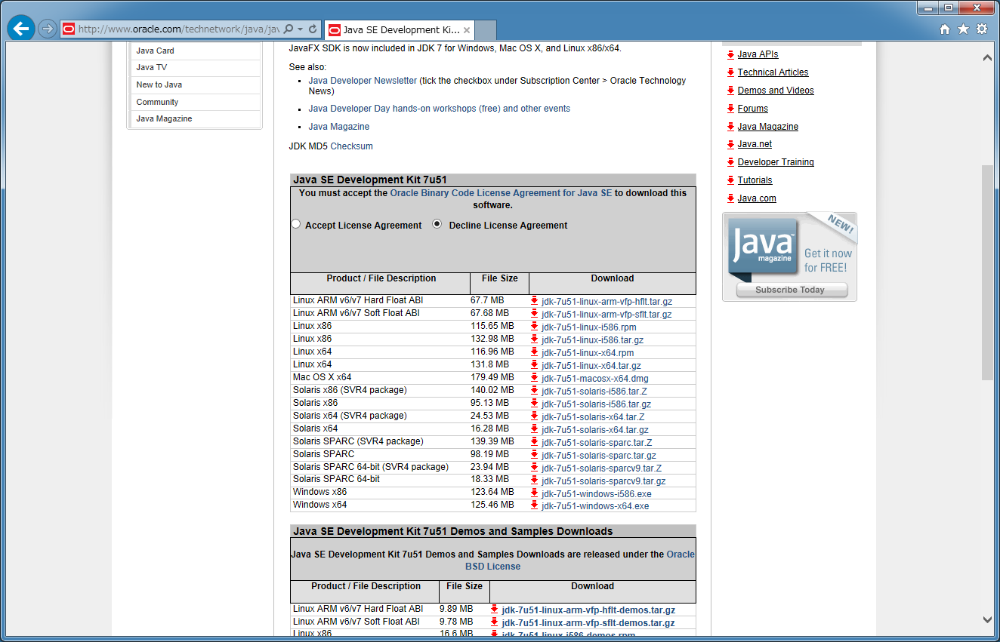 http://www.oracle.com/technetwork/java/jav
Java SE Development Ki...
Java Card
Java TV
New to Java
Community
Java Magazine
JavaFX SDK is now included in JDK 7 for Windows, Mac OS X, and Linux x86/x64.
See also:
Java Developer Newsletter (tick the checkbox under Subscription Center > Oracle Technology
News)
Java Developer Day hands-on workshops (free) and other events
Java Magazine
JDK MD5 Checksum
Java SE Development Kit 7u51
You must accept the Oracle Binary Code License Agreement for Java SE to download this
software.
Accept License Agreement Decline License Agreement
Product / File Description File Size Download
Linux ARM v6/v7 Hard Float ABI 67.7 MB jdk-7u51-linux-arm-vfp-hflt.tar.gz
Linux ARM v6/v7 Soft Float ABI 67.68 MB jdk-7u51-linux-arm-vfp-sflt.tar.gz
Linux x86 115.65 MB jdk-7u51-linux-i586.rpm
Linux x86 132.98 MB jdk-7u51-linux-i586.tar.gz
Linux x64 116.96 MB jdk-7u51-linux-x64.rpm
Linux x64 131.8 MB jdk-7u51-linux-x64.tar.gz
Mac OS X x64 179.49 MB jdk-7u51-macosx-x64.dmg
Solaris x86 (SVR4 package) 140.02 MB jdk-7u51-solaris-i586.tar.Z
Solaris x86 95.13 MB jdk-7u51-solaris-i586.tar.gz
Solaris x64 (SVR4 package) 24.53 MB jdk-7u51-solaris-x64.tar.Z
Solaris x64 16.28 MB jdk-7u51-solaris-x64.tar.gz
Solaris SPARC (SVR4 package) 139.39 MB jdk-7u51-solaris-sparc.tar.Z
Solaris SPARC 98.19 MB jdk-7u51-solaris-sparc.tar.gz
Solaris SPARC 64-bit (SVR4 package) 23.94 MB jdk-7u51-solaris-sparcv9.tar.Z
Solaris SPARC 64-bit 18.33 MB jdk-7u51-solaris-sparcv9.tar.gz
Windows x86 123.64 MB jdk-7u51-windows-i586.exe
Windows x64 125.46 MB jdk-7u51-windows-x64.exe
Java SE Development Kit 7u51 Demos and Samples Downloads
Java SE Development Kit 7u51 Demos and Samples Downloads are released under the Oracle
BSD License
Product / File Description File Size Download
Linux ARM v6/v7 Hard Float ABI 9.89 MB jdk-7u51-linux-arm-vfp-hflt-demos.tar.gz
Linux ARM v6/v7 Soft Float ABI 9.78 MB jdk-7u51-linux-arm-vfp-sflt-demos.tar.gz
Linux x86 16.6 MB jdk-7u51-linux-i586-demos.rpm
Java APIs
Technical Articles
Demos and Videos
Forums
Java Magazine
Java.net
Developer Training
Tutorials
Java.com
NEW!
Java
magazine
Get it now
for FREE!
Subscribe Today